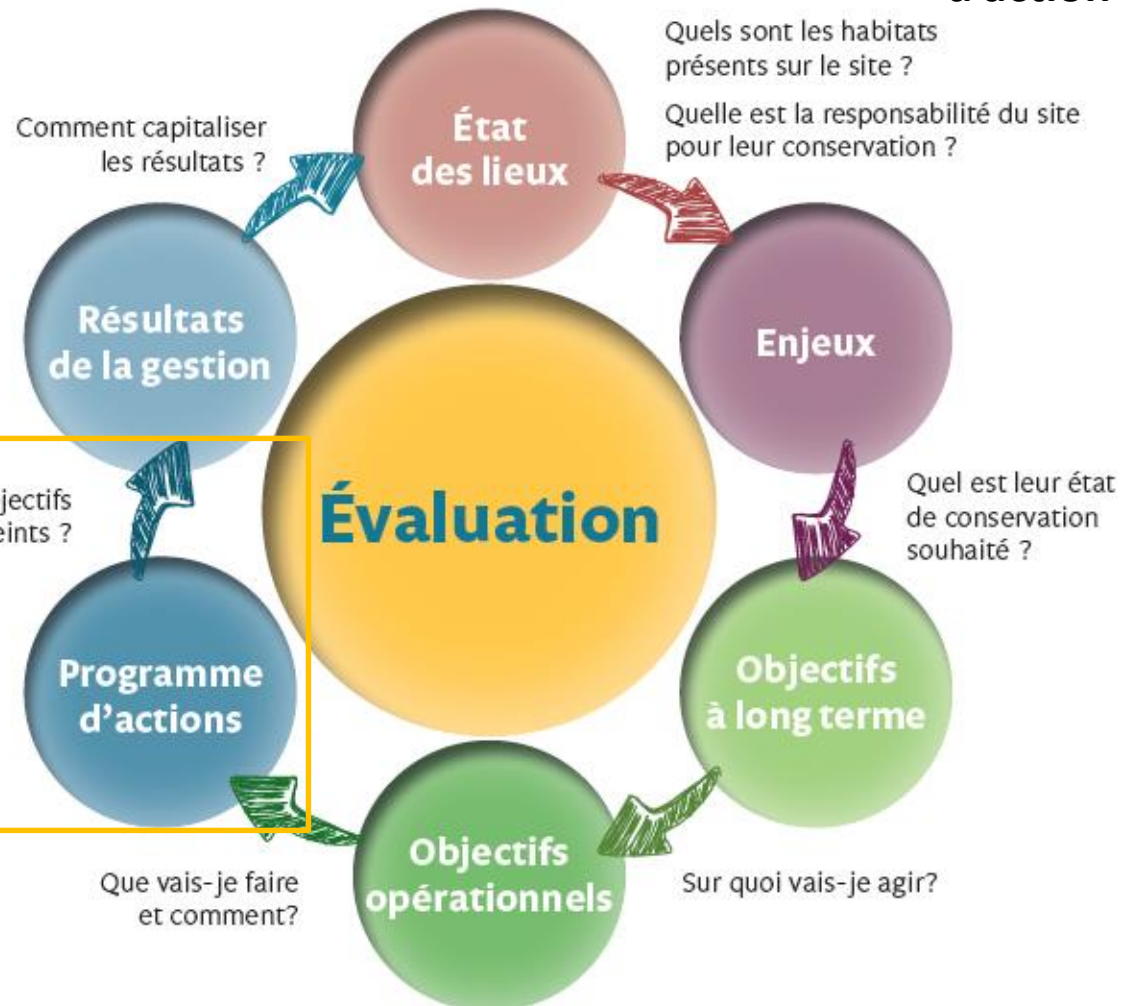 Quels sont les habitats
présents sur le site ?
Quelle est la responsabilité du site
pour leur conservation ?
Comment capitaliser
les résultats ?
État
des lieux
Résultats
de la gestion
Enjeux
Évaluation
Quel est leur état
de conservation
souhaité ?
Programme
d’actions
Objectifs
à long terme
Objectifs
opérationnels
Que vais-je faire
et comment?
Sur quoi vais-je agir?